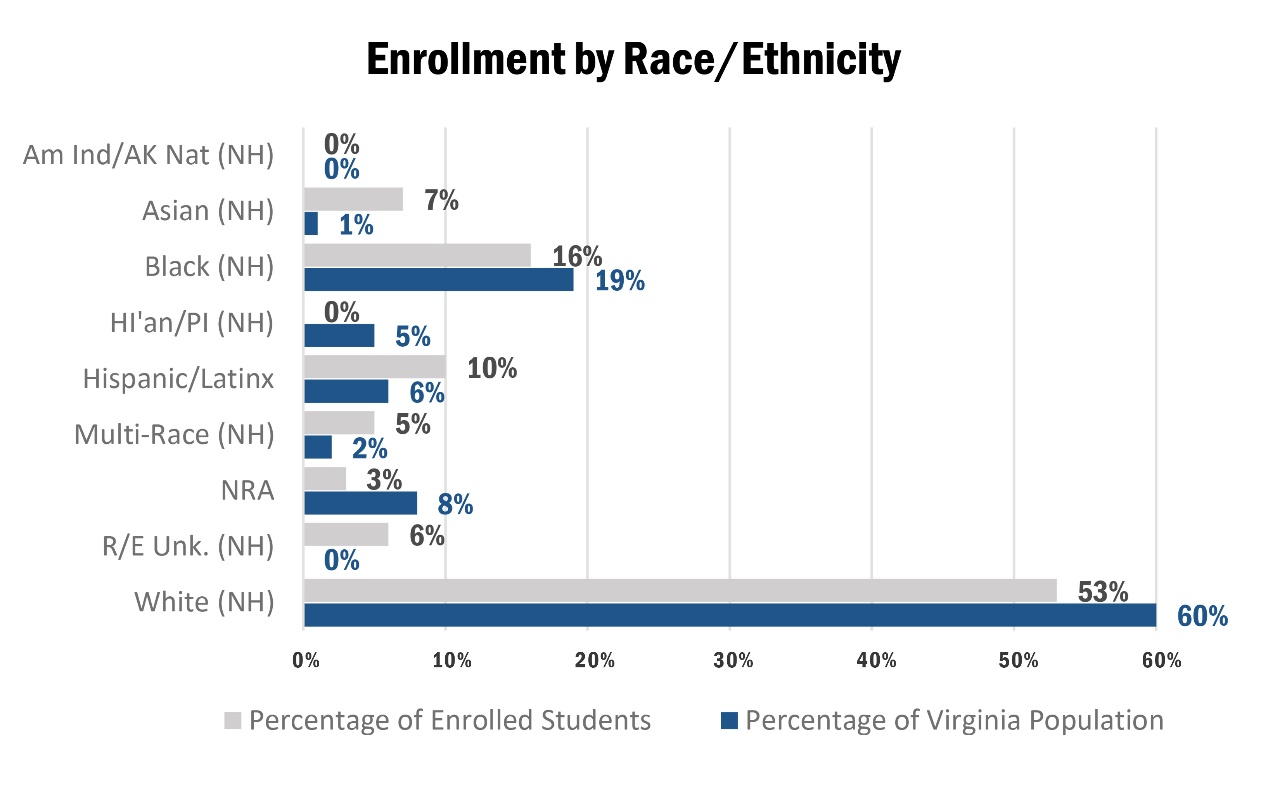 Enrollment by Race/Ethnicity
Am Ind/AK Nat (NH)
0%
0%
Asian (NH)
7%
1%
Black (NH)
16%
19%
HI'an/PI (NH)
0%
5%
Hispanic/Latinx
10%
6%
Multi-Race (NH)
5%
2%
NRA
3%
8%
R/E Unk. (NH)
6%
0%
White (NH)
53%
60%
0% 10% 20% 30% 40% 50% 60%
Percentage of Enrolled Students Percentage of Virginia Population